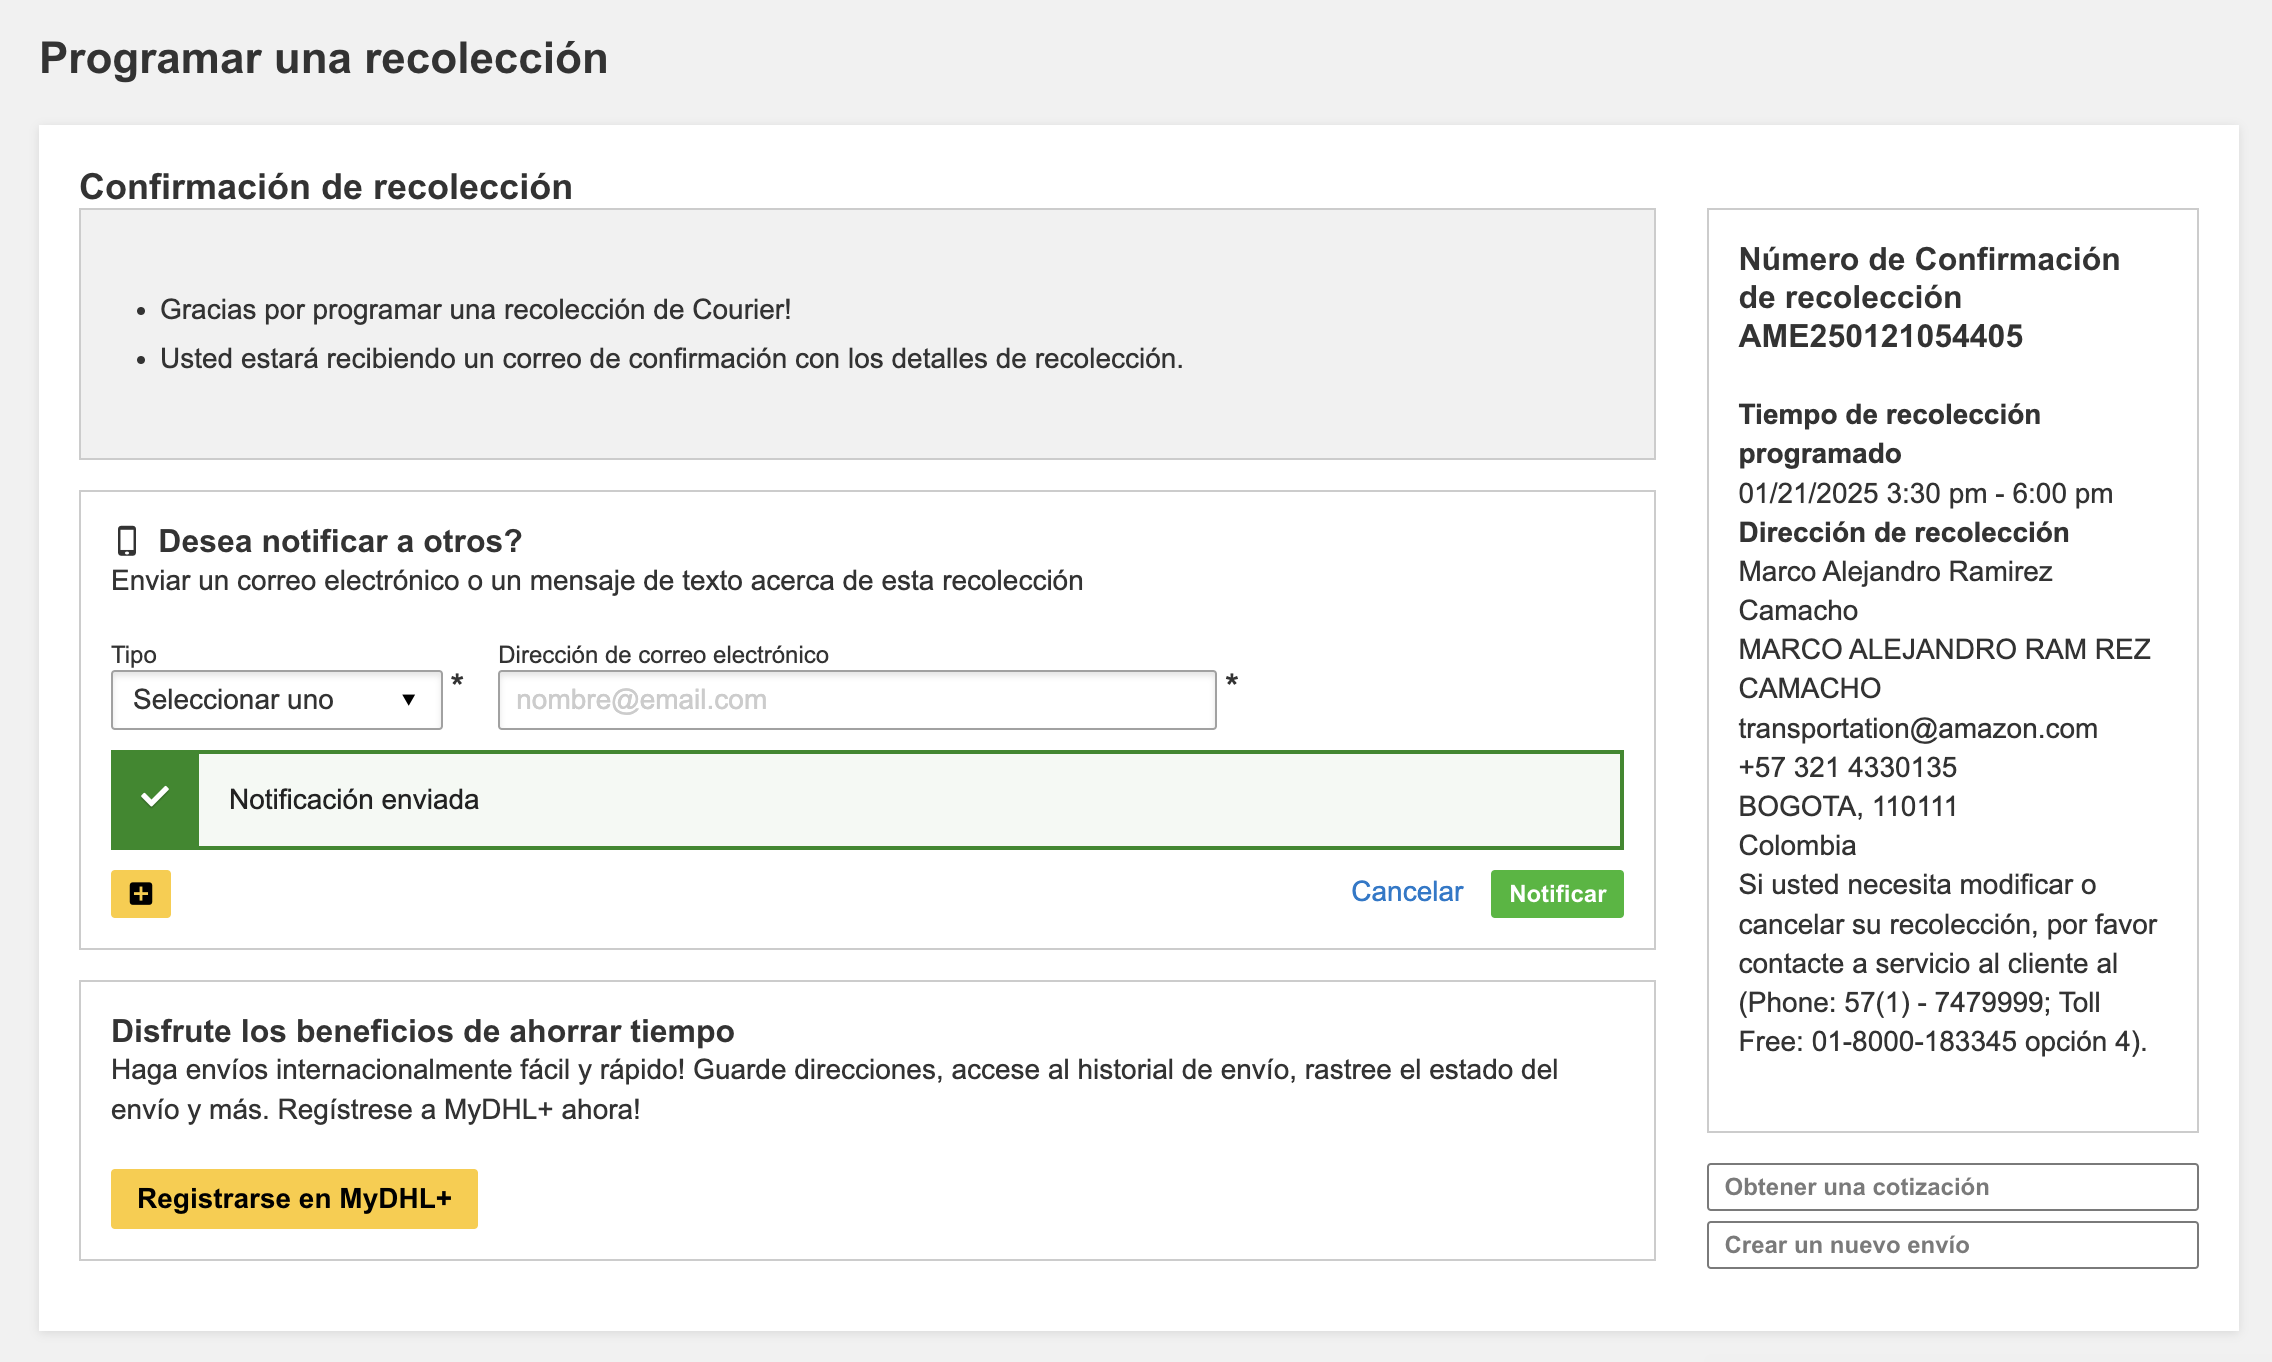 Programar una recolección
Confirmación de recolección
Gracias por programar una recolección de Courier!
Usted estará recibiendo un correo de confirmación con los detalles de recolección.
Desea notificar a otros?
Enviar un correo electrónico o un mensaje de texto acerca de esta recolección
Tipo
Seleccionar uno
*
Dirección de correo electrónico
nombre@email.com
*
Notificación enviada
Cancelar
Notificar
Disfrute los beneficios de ahorrar tiempo
Haga envíos internacionalmente fácil y rápido! Guarde direcciones, accese al historial de envío, rastree el estado del
envío y más. Regístrese a MyDHL+ ahora!
Registrarse en MyDHL+
Número de Confirmación
de recolección
AME250121054405
Tiempo de recolección
programado
01/21/2025 3:30 pm - 6:00 pm
Dirección de recolección
Marco Alejandro Ramirez
Camacho
MARCO ALEJANDRO RAM REZ
CAMACHO
transportation@amazon.com
+57 321 4330135
BOGOTA, 110111
Colombia
Si usted necesita modificar o
cancelar su recolección, por favor
contacte a servicio al cliente al
(Phone: 57(1) - 7479999; Toll
Free: 01-8000-183345 opción 4).
Obtener una cotización
Crear un nuevo envío